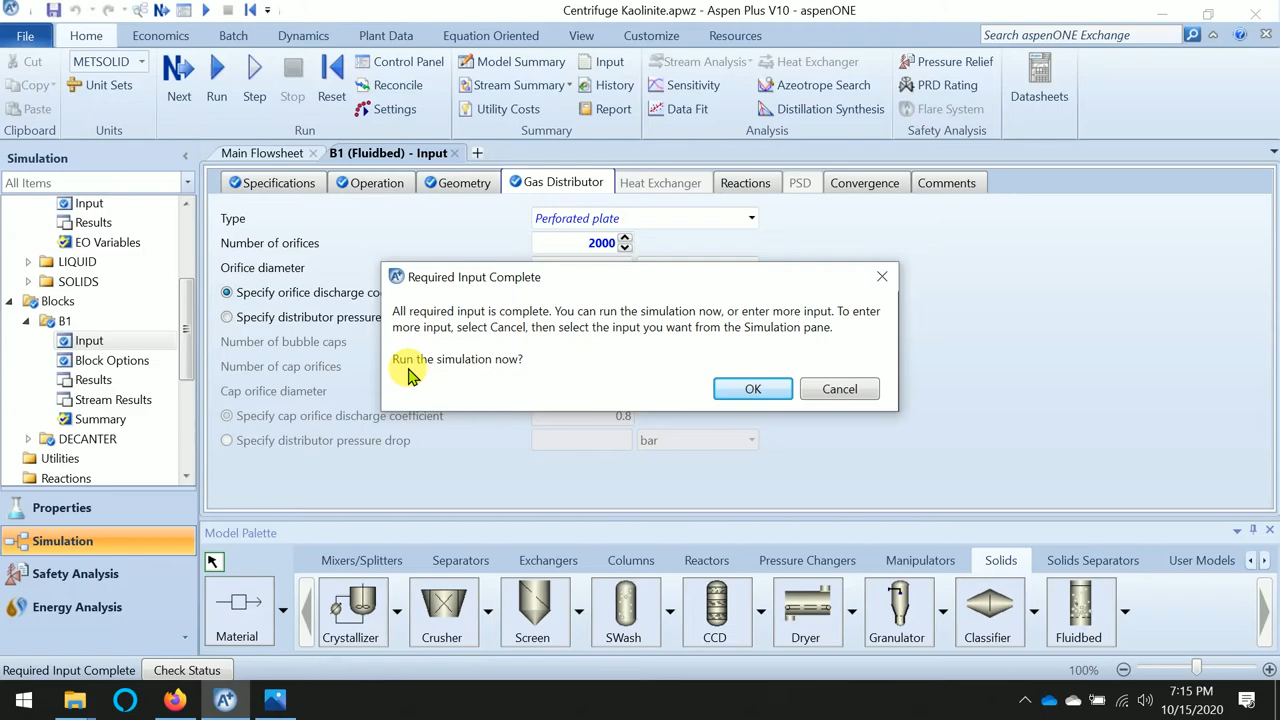 Centrifuge Kaolinite.apwz - Aspen Plus V10 - aspenONE
File Home Economics Batch Dynamics Plant Data Equation Oriented View Customize Resources Search aspenONE Exchange
Cut METSOLID Control Panel Model Summary Input Stream Analysis Heat Exchanger Pressure Relief
Copy Unit Sets Next Run Step Stop Reset Reconcile Stream Summary History Sensitivity Azeotrope Search PRD Rating Datasheets
Paste Settings Utility Costs Report Data Fit Distillation Synthesis Flare System
Clipboard Units Run Summary Analysis Safety Analysis
Simulation Main Flowsheet B1 (Fluidbed) - Input
All Items Specifications Operation Geometry Gas Distributor Heat Exchanger Reactions PSD Convergence Comments
Input
Results
EO Variables
LIQUID
SOLIDS
Blocks
B1
Input
Block Options
Results
Stream Results
Summary
DECANTER
Utilities
Reactions
Type Perforated plate
Number of orifices 2000
Orifice diameter
Specify orifice discharge co
Specify distributor pressure
Number of bubble caps
Number of cap orifices
Cap orifice diameter
Specify cap orifice discharge coefficient 0.8
Specify distributor pressure drop bar
Required Input Complete
All required input is complete. You can run the simulation now, or enter more input. To enter
more input, select Cancel, then select the input you want from the Simulation pane.
Run the simulation now?
OK Cancel
Properties
Simulation
Safety Analysis
Energy Analysis
Model Palette
Mixers/Splitters Separators Exchangers Columns Reactors Pressure Changers Manipulators Solids Solids Separators User Models
Material Crystallizer Crusher Screen SWash CCD Dryer Granulator Classifier Fluidbed
Required Input Complete Check Status 100%
7:15 PM
10/15/2020